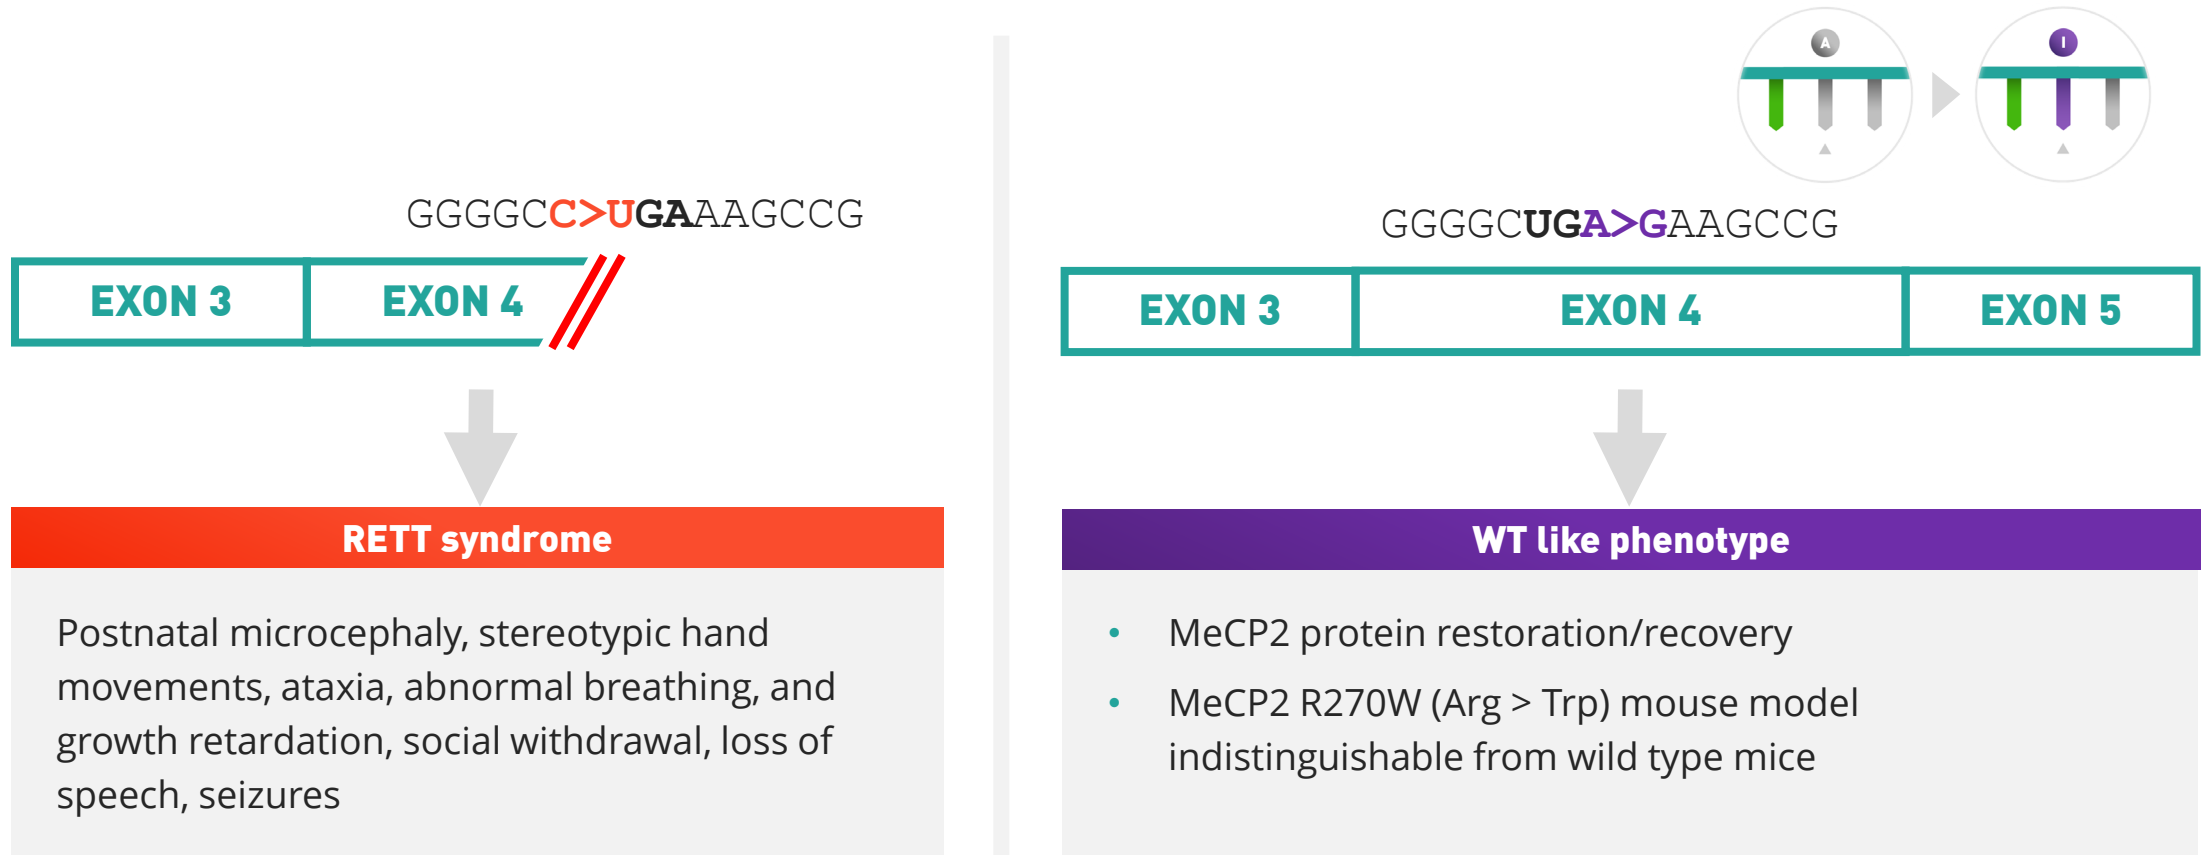 GGGGCC>UGAAAGCCG
EXON 3
EXON 4
RETT syndrome
Postnatal microcephaly, stereotypic hand
movements, ataxia, abnormal breathing, and
growth retardation, social withdrawal, loss of
speech, seizures
A
I
GGGGCUGA>GAAGCCG
EXON 3
EXON 4
EXON 5
WT like phenotype
• MeCP2 protein restoration/recovery
• MeCP2 R270W (Arg > Trp) mouse model
indistinguishable from wild type mice